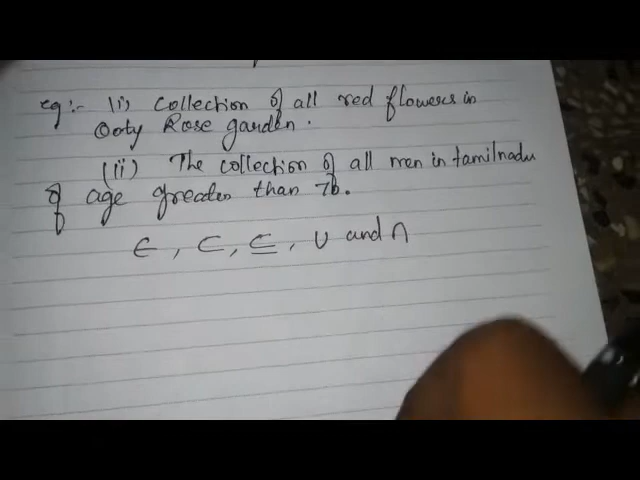 eg:- (i) Collection of all red flowers in
Ooty Rose garden.
(ii) The collection of all men in tamilnadu
of age greater than 76.
∈, ⊂, ⊆, ∪ and ∩